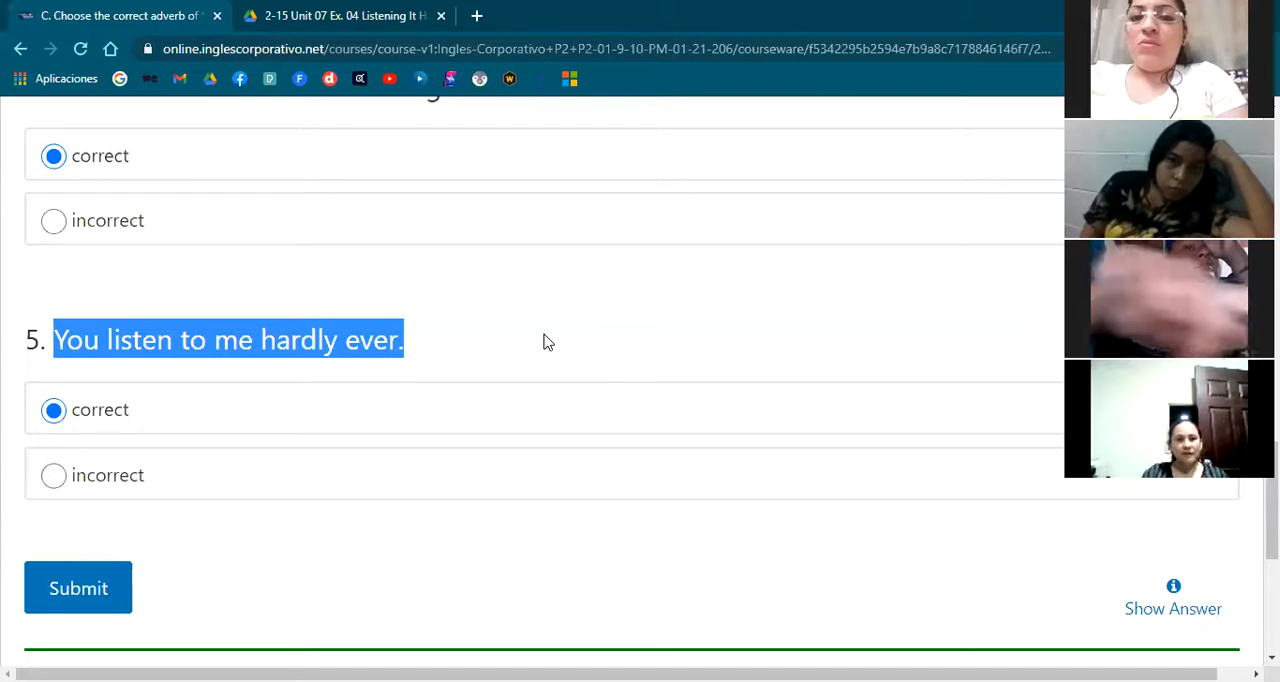 C. Choose the correct adverb of
2-15 Unit 07 Ex. 04 Listening It H
online.inglescorporativo.net/courses/course-v1:Ingles-Corporativo+P2+P2-01-9-10-PM-01-21-206/courseware/f5342295b2594e7b9a8c7178846146f7/2...
Aplicaciones
correct
incorrect
5. You listen to me hardly ever.
correct
incorrect
Submit
Show Answer